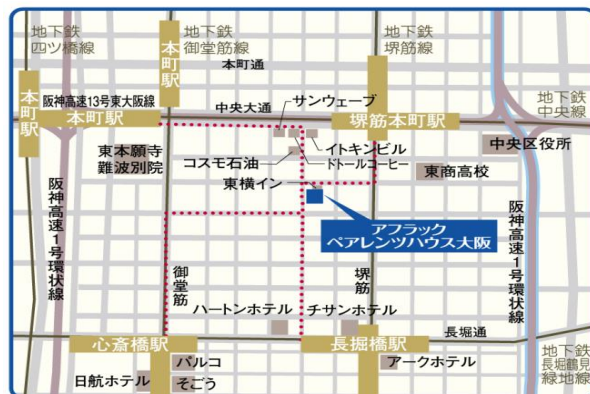 地下鉄
四ツ橋線
地下鉄
御堂筋線
地下鉄
堺筋線
本町通
本町駅
本町駅
阪神高速13号東大阪線
本町駅
中央大通
サンウェーブ
堺筋本町駅
地下鉄
中央線
東本願寺
難波別院
コスモ石油
イトキンビル
ドトールコーヒー
中央区役所
東商高校
東横イン
アフラック
ペアレンツハウス大阪
阪神高速1号環状線
御堂筋
堺筋
阪神高速1号環状線
ハートンホテル
チサンホテル
長堀通
心斎橋駅
長堀橋駅
地下鉄
長堀鶴見
緑地線
パルコ
アークホテル
日航ホテル
そごう